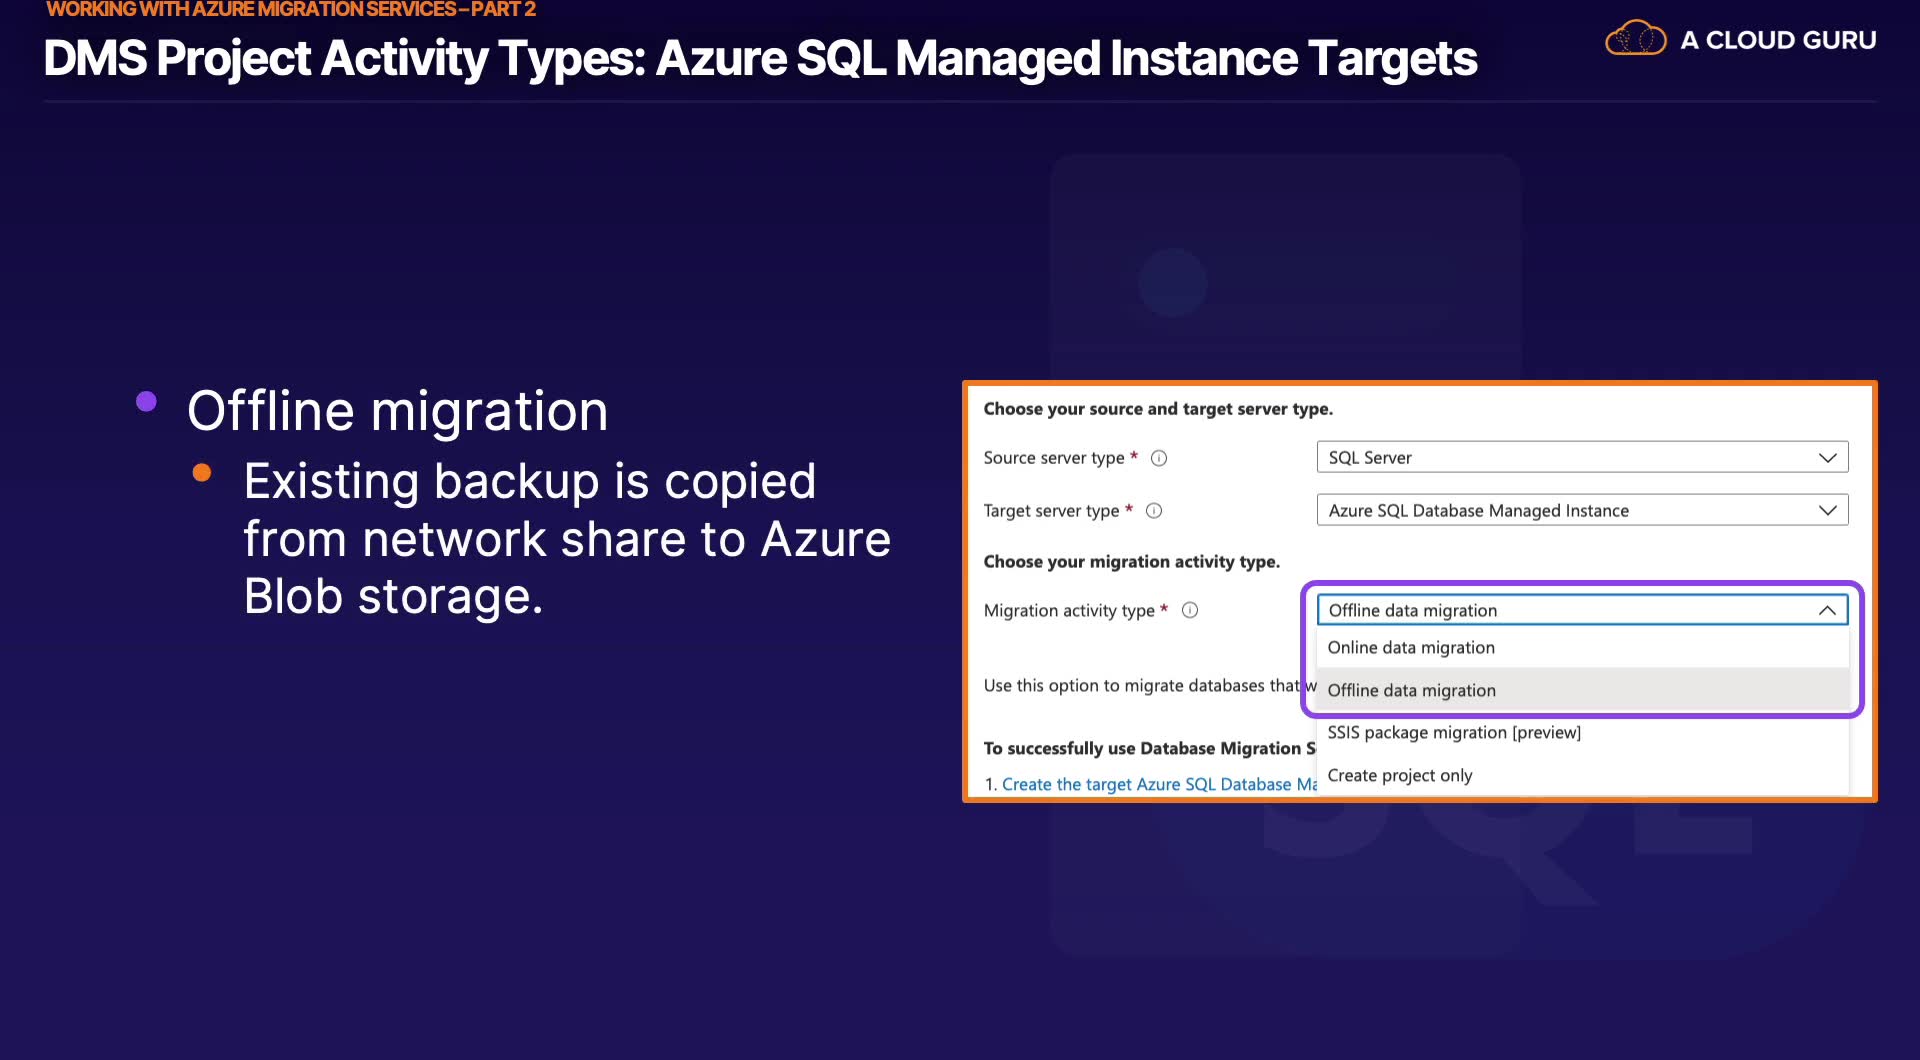 WORKING WITH AZURE MIGRATION SERVICES – PART 2
DMS Project Activity Types: Azure SQL Managed Instance Targets
A CLOUD GURU
Offline migration
Existing backup is copied
from network share to Azure
Blob storage.
Choose your source and target server type.
Source server type *
SQL Server
Target server type *
Azure SQL Database Managed Instance
Choose your migration activity type.
Migration activity type *
Offline data migration
Online data migration
Use this option to migrate databases that w
Offline data migration
SSIS package migration [preview]
To successfully use Database Migration S
Create project only
1. Create the target Azure SQL Database Ma
SQL